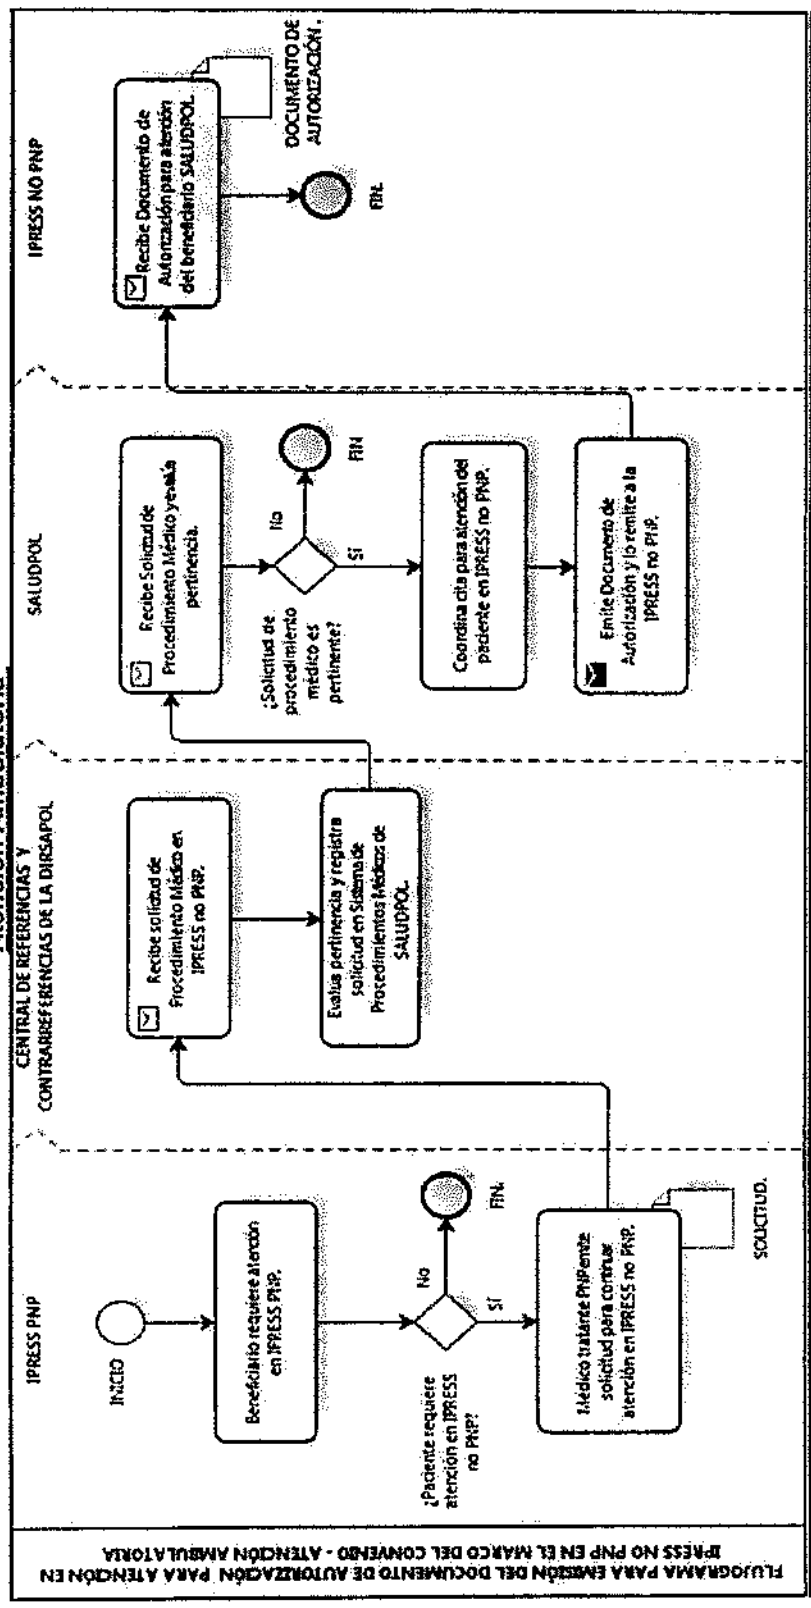 FLUJOGRAMA PARA EMISIÓN DEL DOCUMENTO DE AUTORIZACIÓN PARA ATENCIÓN EN
IPRESS NO PNP EN EL MARCO DEL CONVENIO - ATENCIÓN AMBULATORIA
IPRESS PNP
INICIO
Beneficiario requiere atención
en IPRESS PNP.
¿Paciente requiere
atención en IPRESS
no PNP?
No
FIN.
SI
Médico tratante PNP emite
solicitud para continuar
atención en IPRESS no PNP.
SOLICITUD.
CENTRAL DE REFERENCIAS Y
CONTRARREFERENCIAS DE LA DIRSAPOL
Recibe solicitud de
Procedimiento Médico en
IPRESS no PNP.
Evalúa pertinencia y registra
solicitud en Sistema de
Procedimientos Médicos de
SALUDPOL.
SALUDPOL
Recibe Solicitud de
Procedimiento Médico y evalúa
pertinencia.
¿Solicitud de
procedimiento
médico es
pertinente?
No
FIN
SI
Coordina cita para atención del
paciente en IPRESS no PNP.
Emite Documento de
Autorización y lo remite a la
IPRESS no PNP.
IPRESS NO PNP
Recibe Documento de
Autorización para atención
del beneficiario SALUDPOL.
DOCUMENTO DE
AUTORIZACIÓN.
FIN.